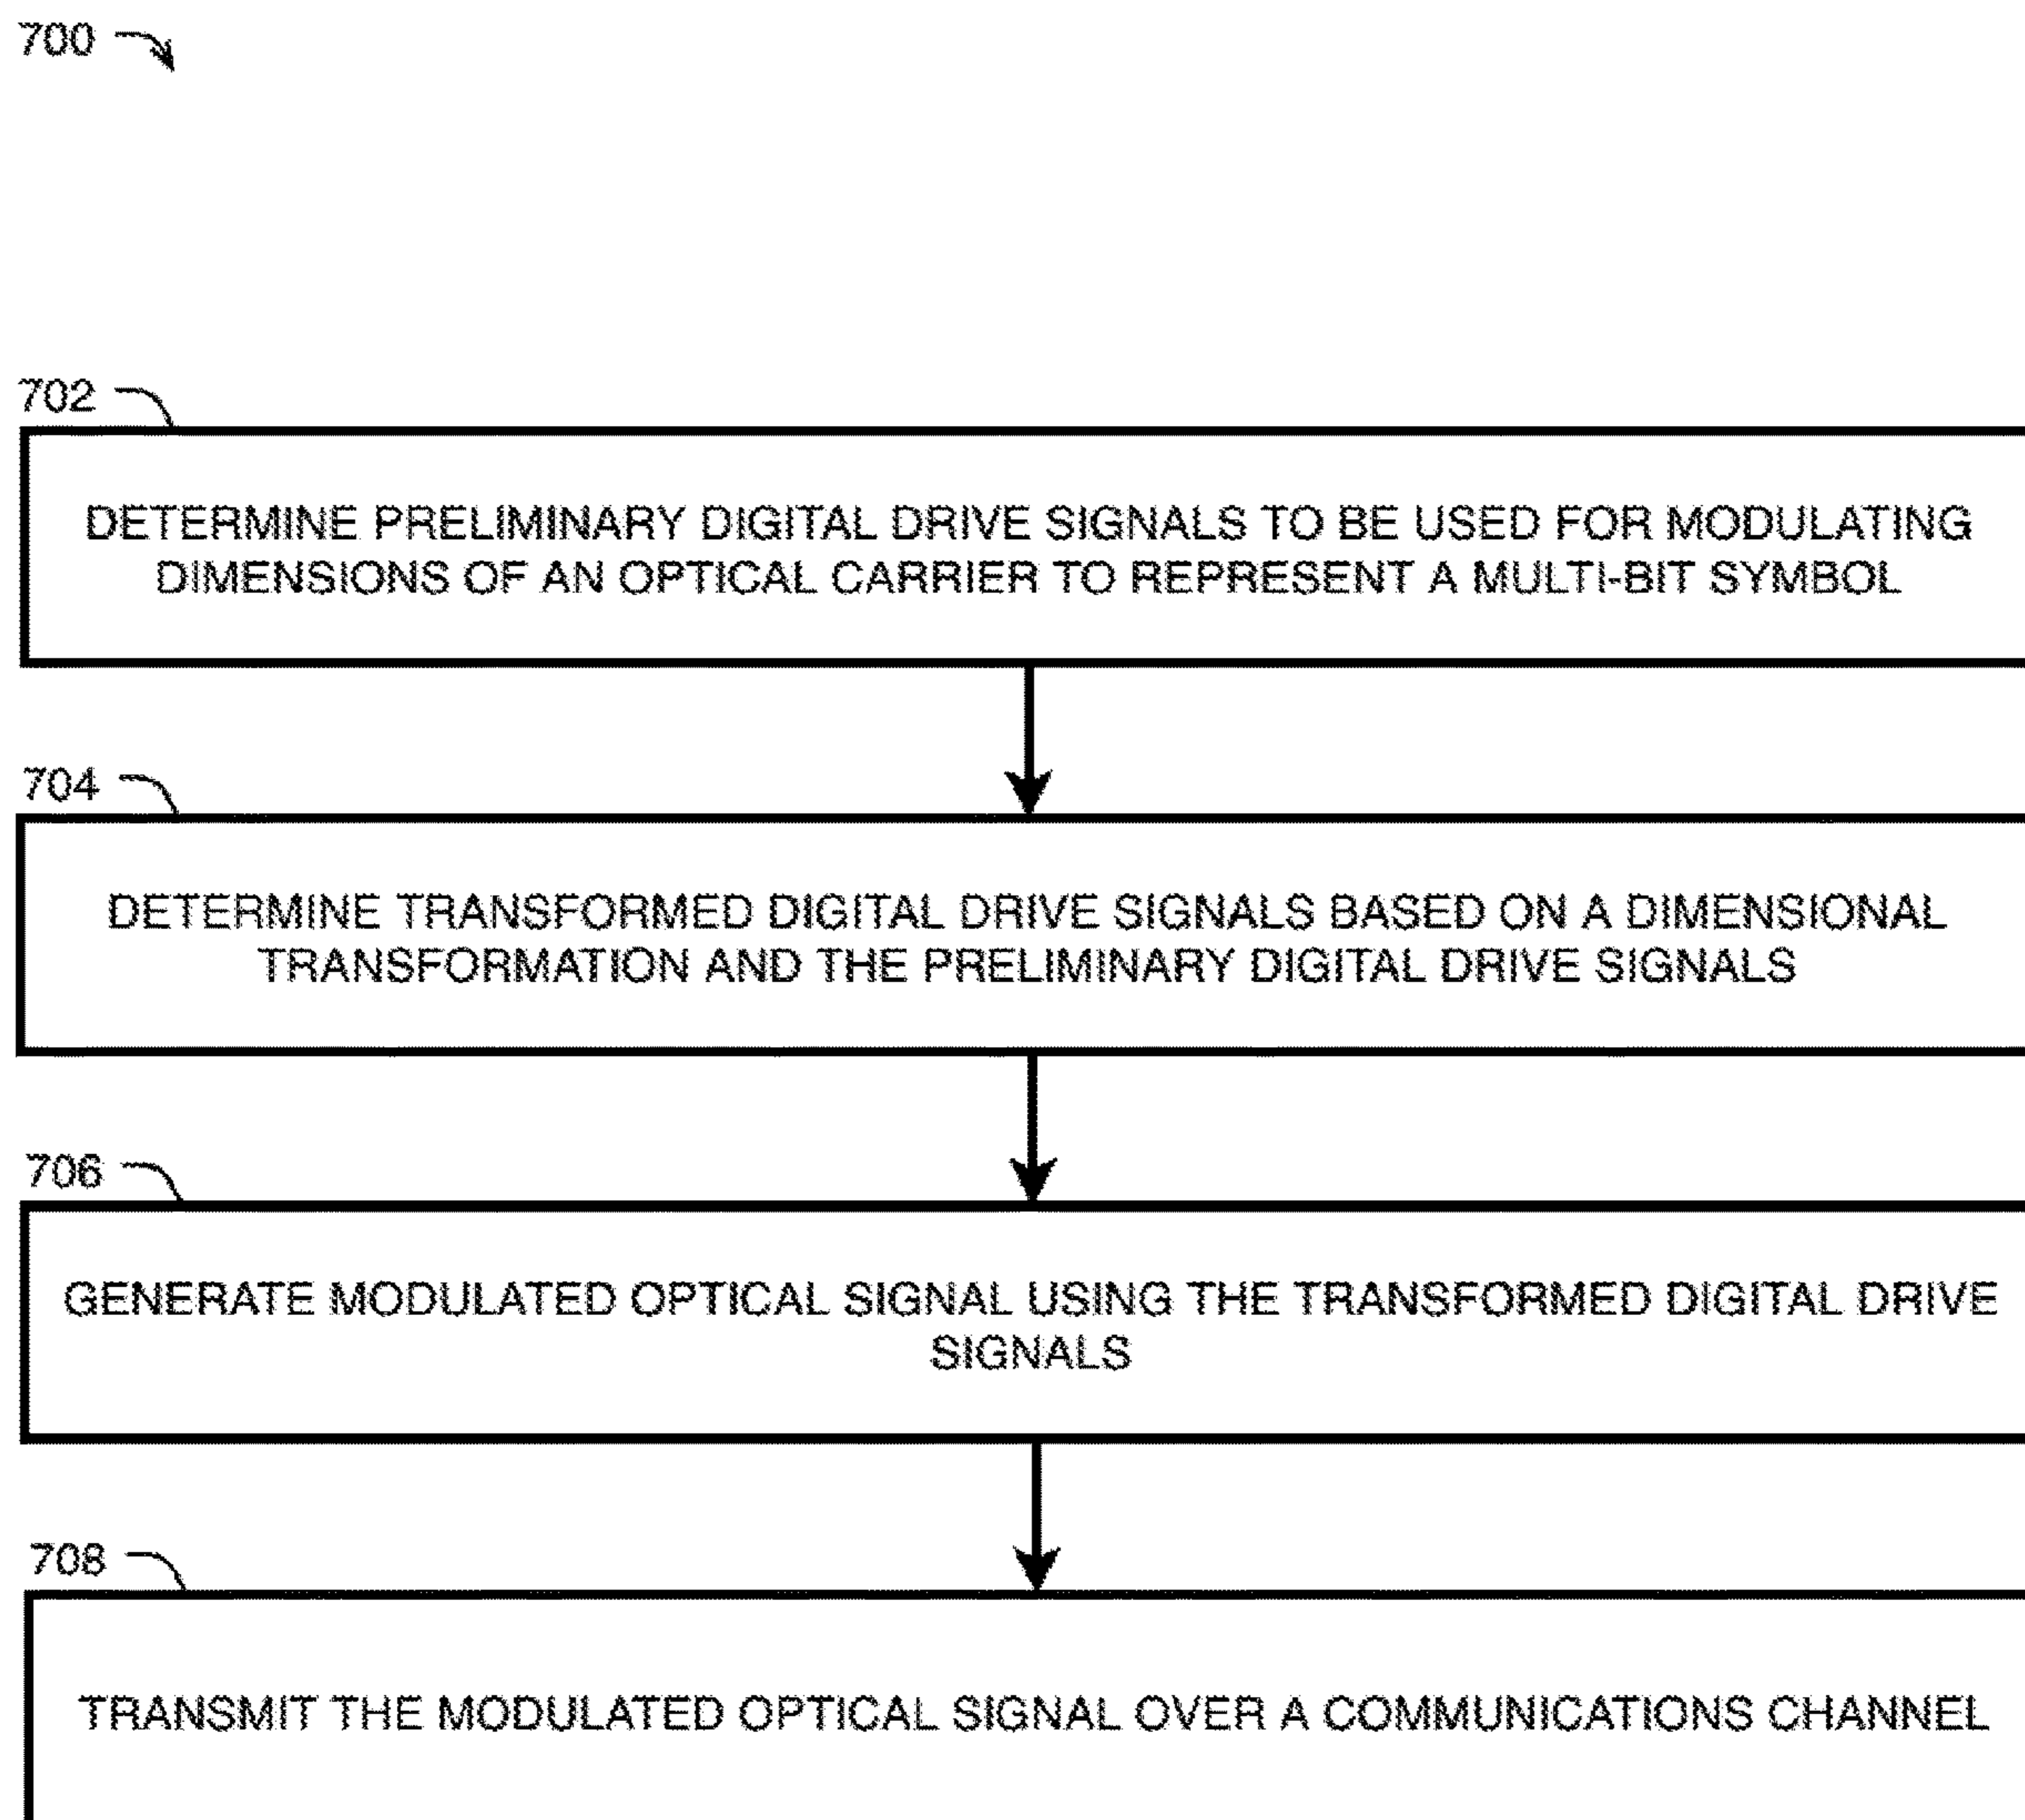 700
702
DETERMINE PRELIMINARY DIGITAL DRIVE SIGNALS TO BE USED FOR MODULATING
DIMENSIONS OF AN OPTICAL CARRIER TO REPRESENT A MULTI-BIT SYMBOL
704
DETERMINE TRANSFORMED DIGITAL DRIVE SIGNALS BASED ON A DIMENSIONAL
TRANSFORMATION AND THE PRELIMINARY DIGITAL DRIVE SIGNALS
706
GENERATE MODULATED OPTICAL SIGNAL USING THE TRANSFORMED DIGITAL DRIVE
SIGNALS
708
TRANSMIT THE MODULATED OPTICAL SIGNAL OVER A COMMUNICATIONS CHANNEL